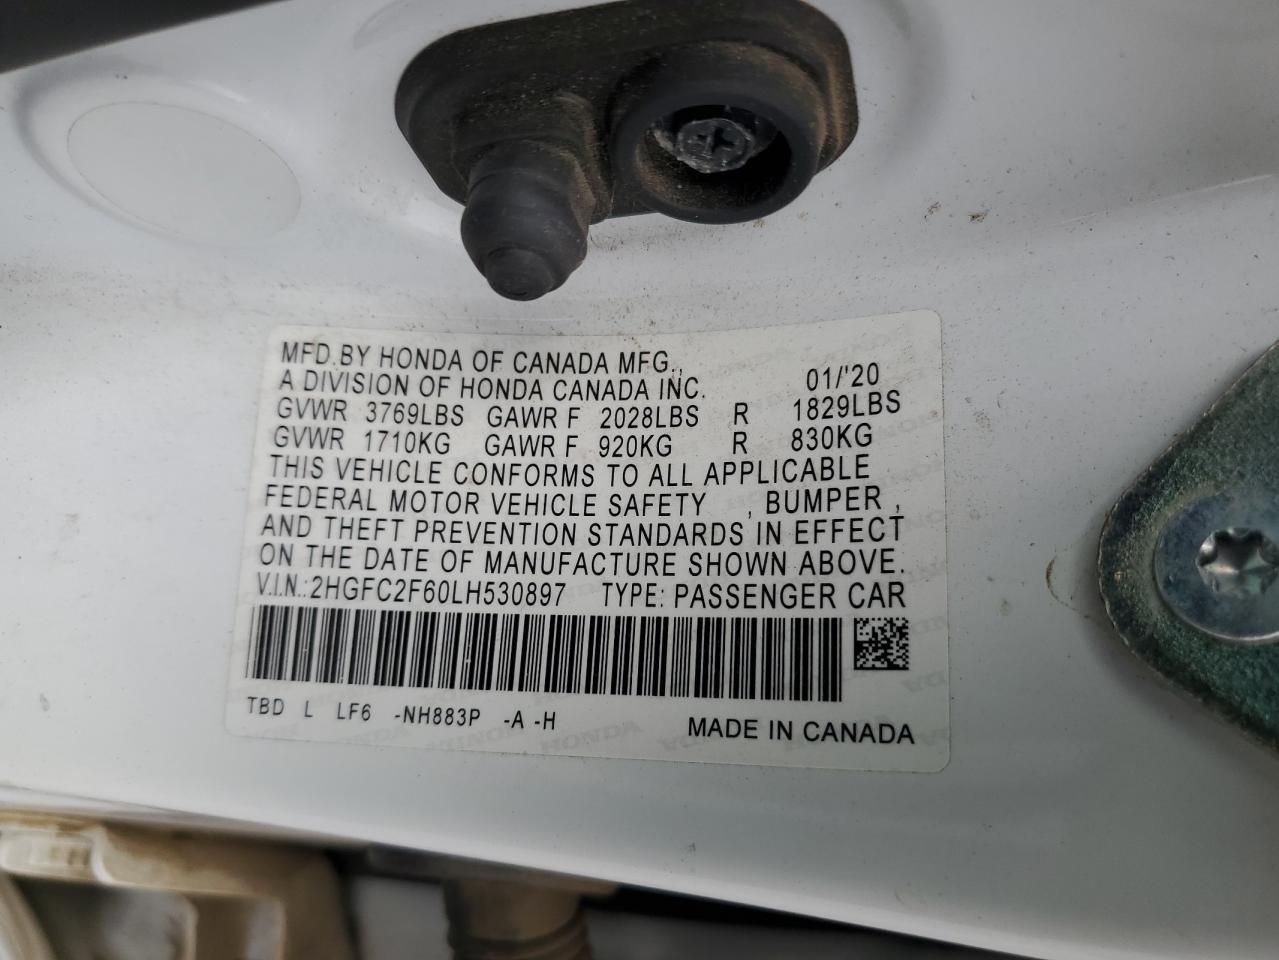 MFD.BY HONDA OF CANADA MFG.,
A DIVISION OF HONDA CANADA INC. 01/'20
GVWR 3769LBS GAWR F 2028LBS R 1829LBS
GVWR 1710KG GAWR F 920KG R 830KG
THIS VEHICLE CONFORMS TO ALL APPLICABLE
FEDERAL MOTOR VEHICLE SAFETY , BUMPER ,
AND THEFT PREVENTION STANDARDS IN EFFECT
ON THE DATE OF MANUFACTURE SHOWN ABOVE.
V.I.N.:2HGFC2F60LH530897 TYPE: PASSENGER CAR
TBD L LF6 -NH883P -A -H MADE IN CANADA